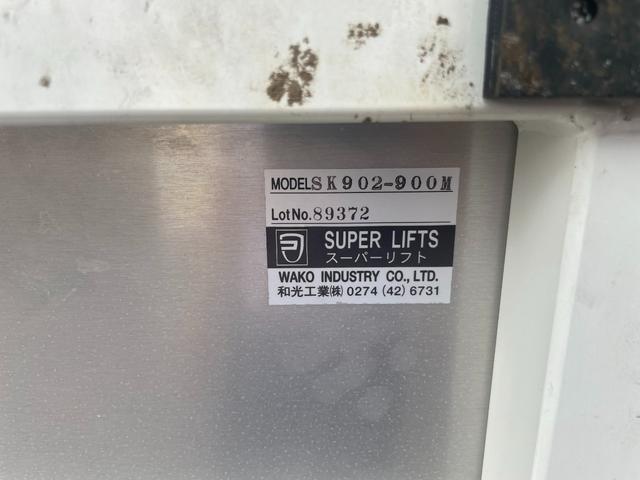 MODEL SK902-900M
Lot No. 89372
SUPER LIFTS
スーパーリフト
WAKO INDUSTRY CO., LTD.
和光工業㈱ 0274 (42) 6731